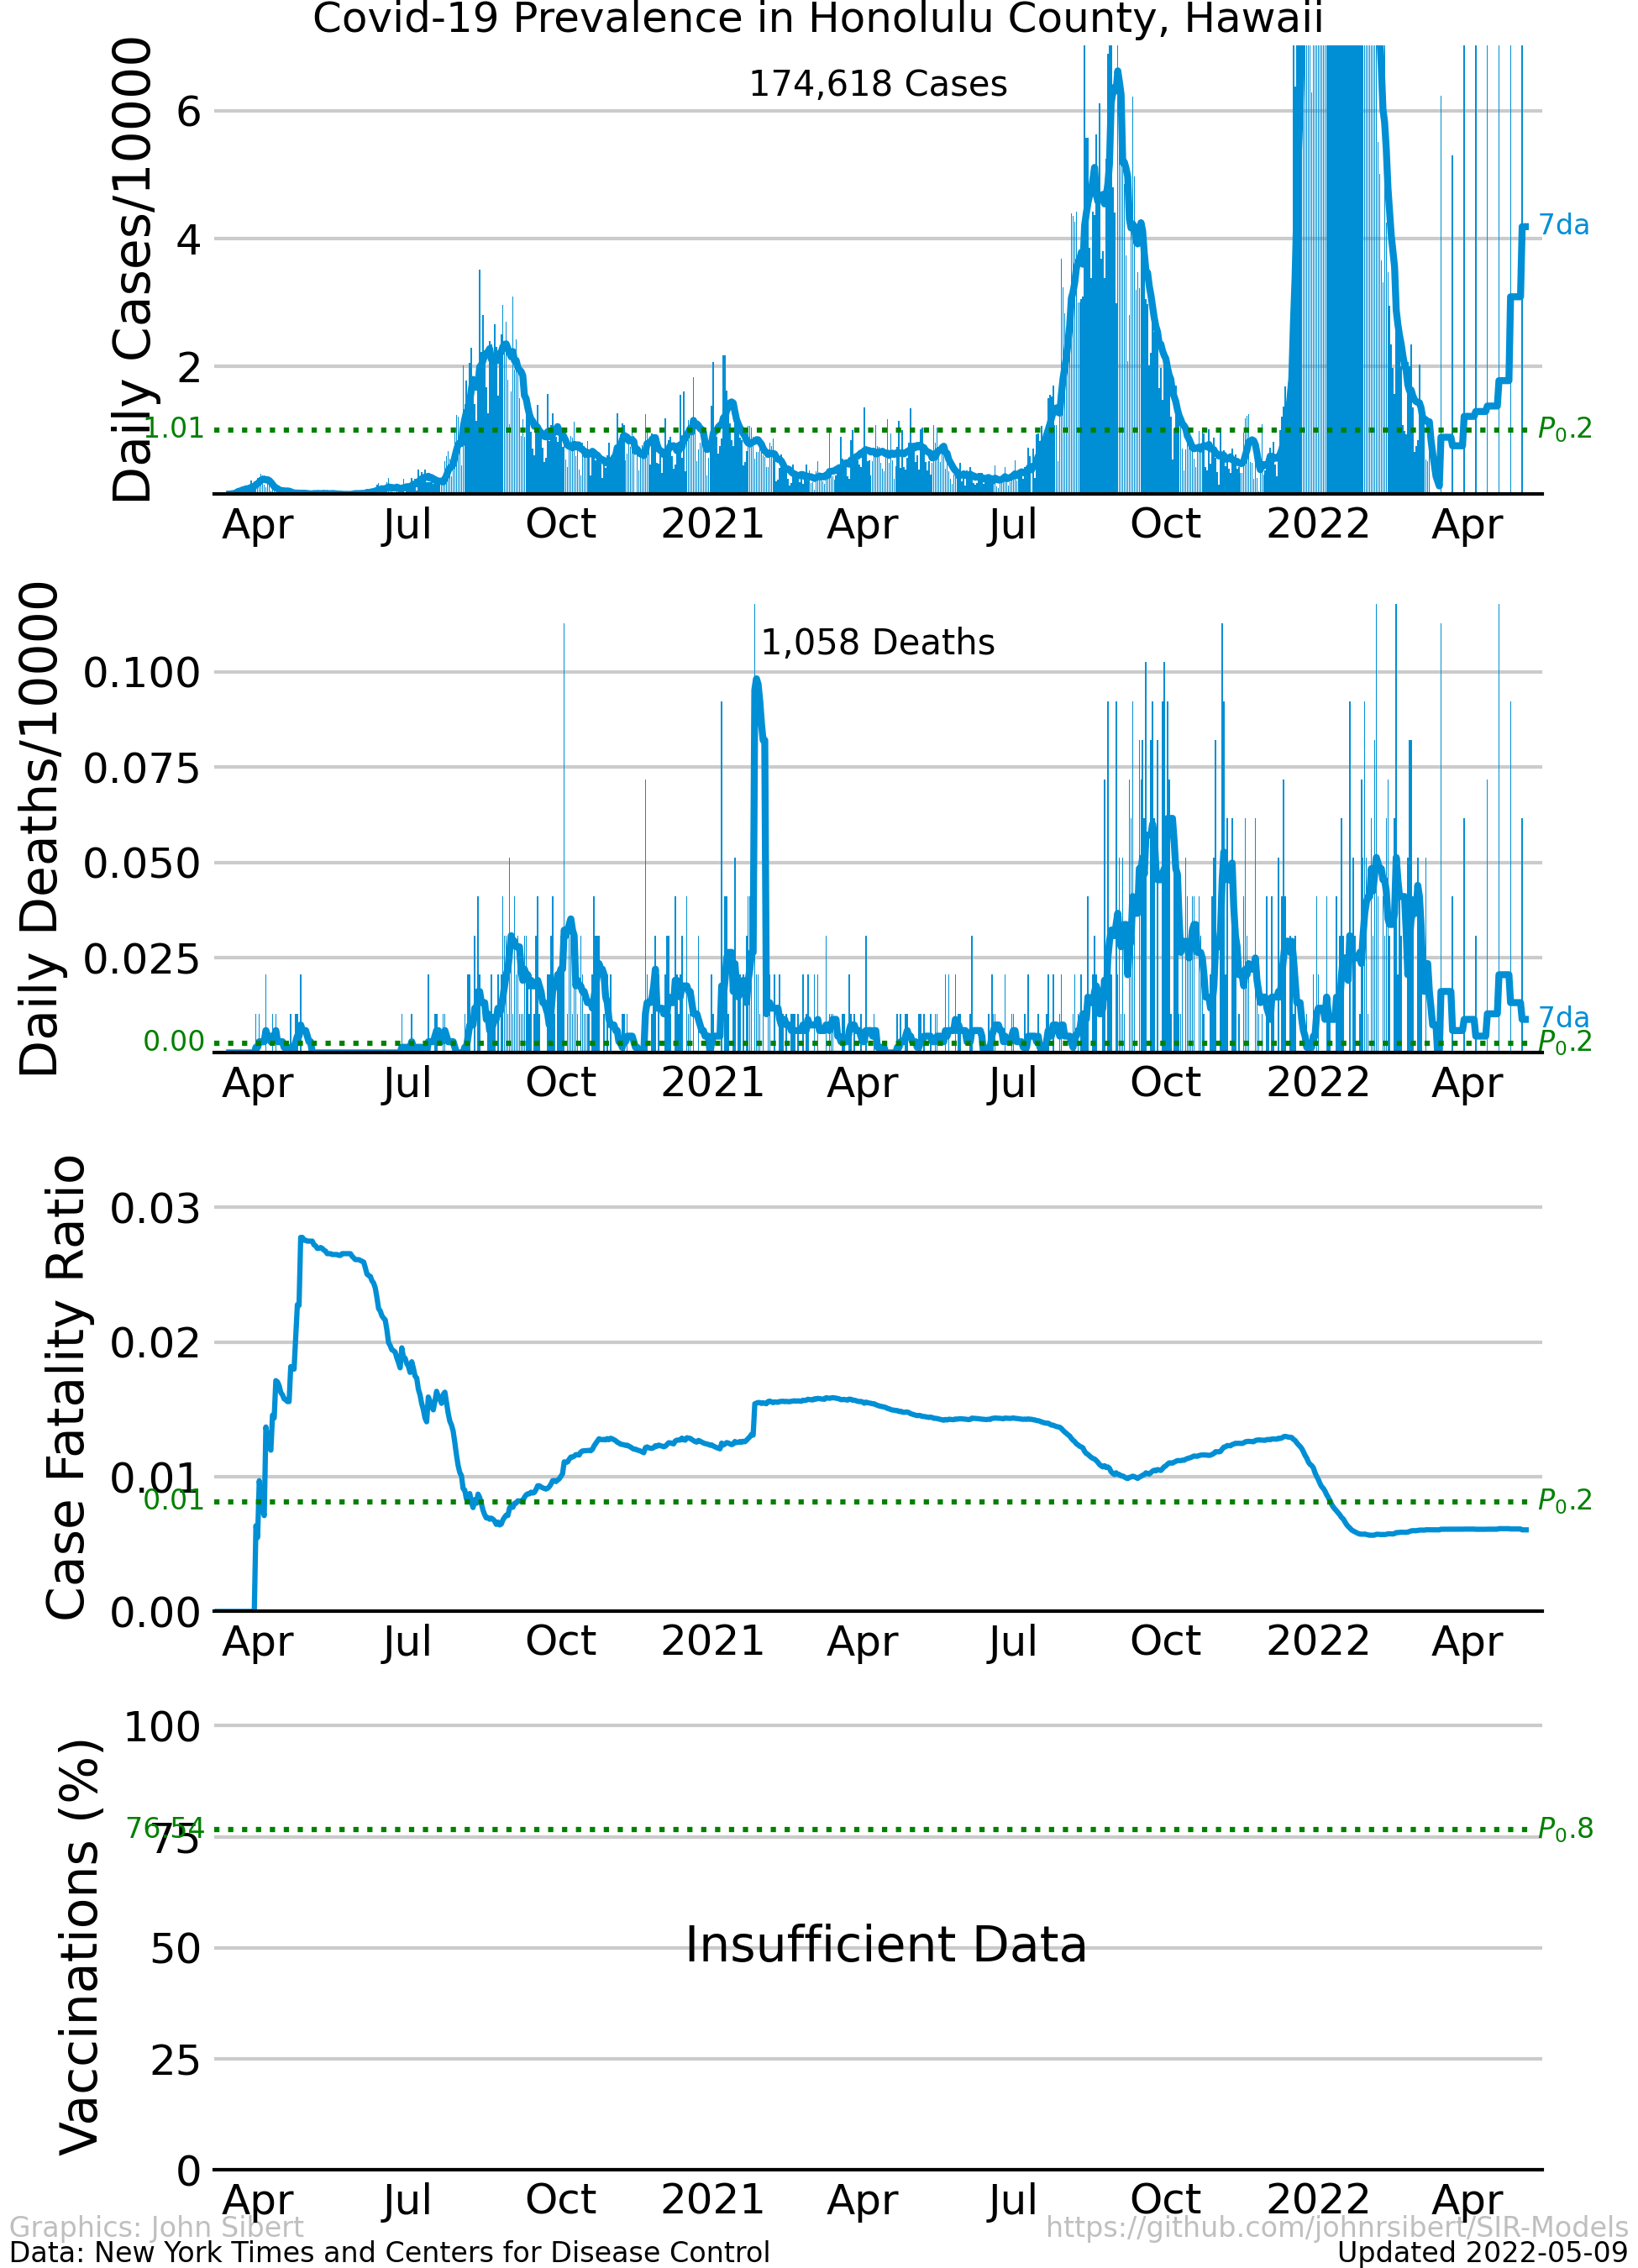 Covid-19 Prevalence in Honolulu County, Hawaii
Daily Cases/10000
174,618 Cases
6
4
2
1.01
7da
P₀.2
Apr Jul Oct 2021 Apr Jul Oct 2022 Apr
Daily Deaths/10000
1,058 Deaths
0.100
0.075
0.050
0.025
0.00
7da
P₀.2
Apr Jul Oct 2021 Apr Jul Oct 2022 Apr
Case Fatality Ratio
0.03
0.02
0.01
0.01
P₀.2
0.00
Apr Jul Oct 2021 Apr Jul Oct 2022 Apr
Vaccinations (%)
100
76.54
P₀.8
75
50
Insufficient Data
25
0
Apr Jul Oct 2021 Apr Jul Oct 2022 Apr
Graphics: John Sibert
https://github.com/johnrsibert/SIR-Models
Data: New York Times and Centers for Disease Control
Updated 2022-05-09